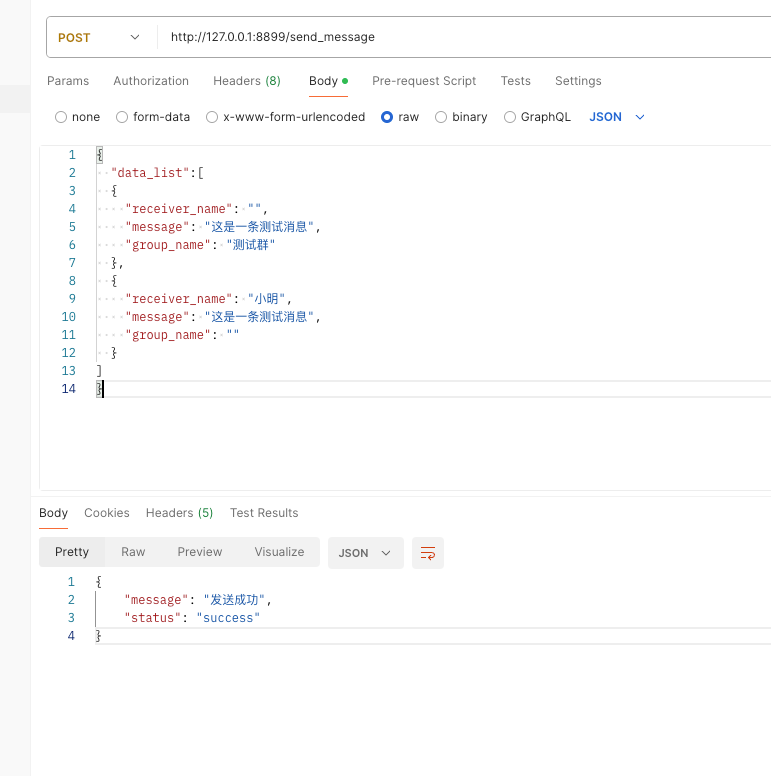 POST http://127.0.0.1:8899/send_message
Params Authorization Headers (8) Body Pre-request Script Tests Settings
none form-data x-www-form-urlencoded raw binary GraphQL JSON
1 {
2 "data_list":[
3 {
4 "receiver_name": "",
5 "message": "这是一条测试消息",
6 "group_name": "测试群"
7 },
8 {
9 "receiver_name": "小明",
10 "message": "这是一条测试消息",
11 "group_name": ""
12 }
13 ]
14 }
Body Cookies Headers (5) Test Results
Pretty Raw Preview Visualize JSON
1 {
2 "message": "发送成功",
3 "status": "success"
4 }